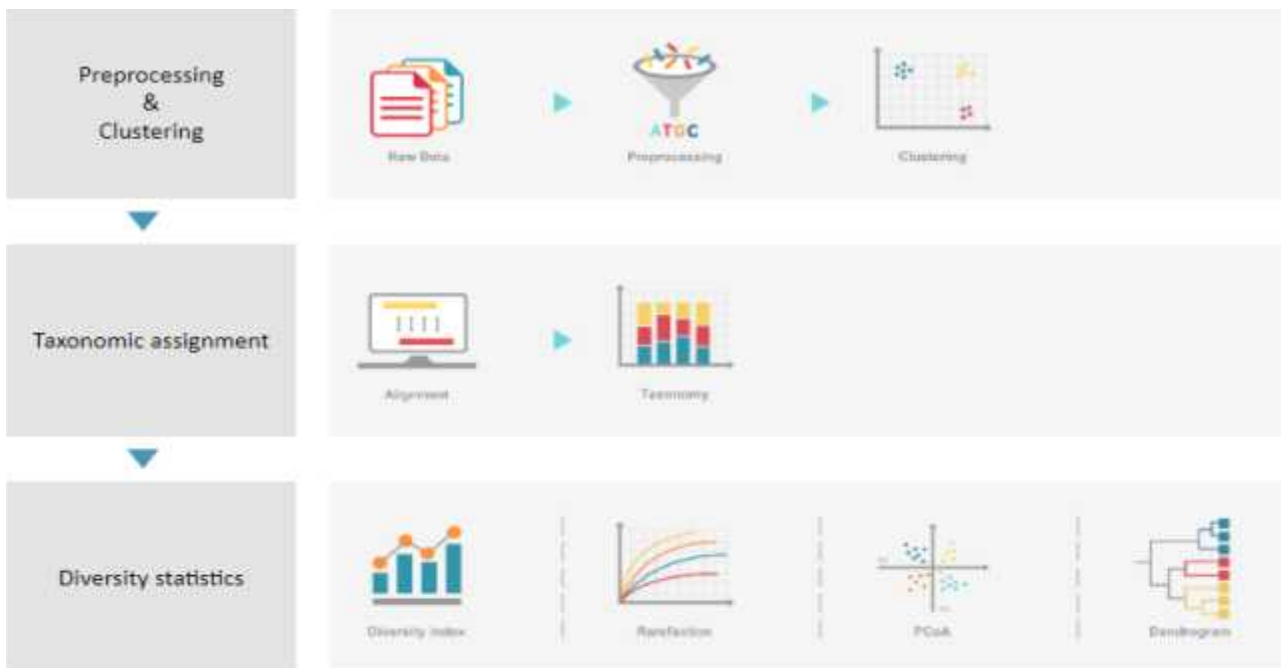 Preprocessing
&
Clustering
Raw Data
ATGC
Preprocessing
Clustering
Taxonomic assignment
Alignment
Taxonomy
Diversity statistics
Diversity index
Rarefaction
PCoA
Dendrogram